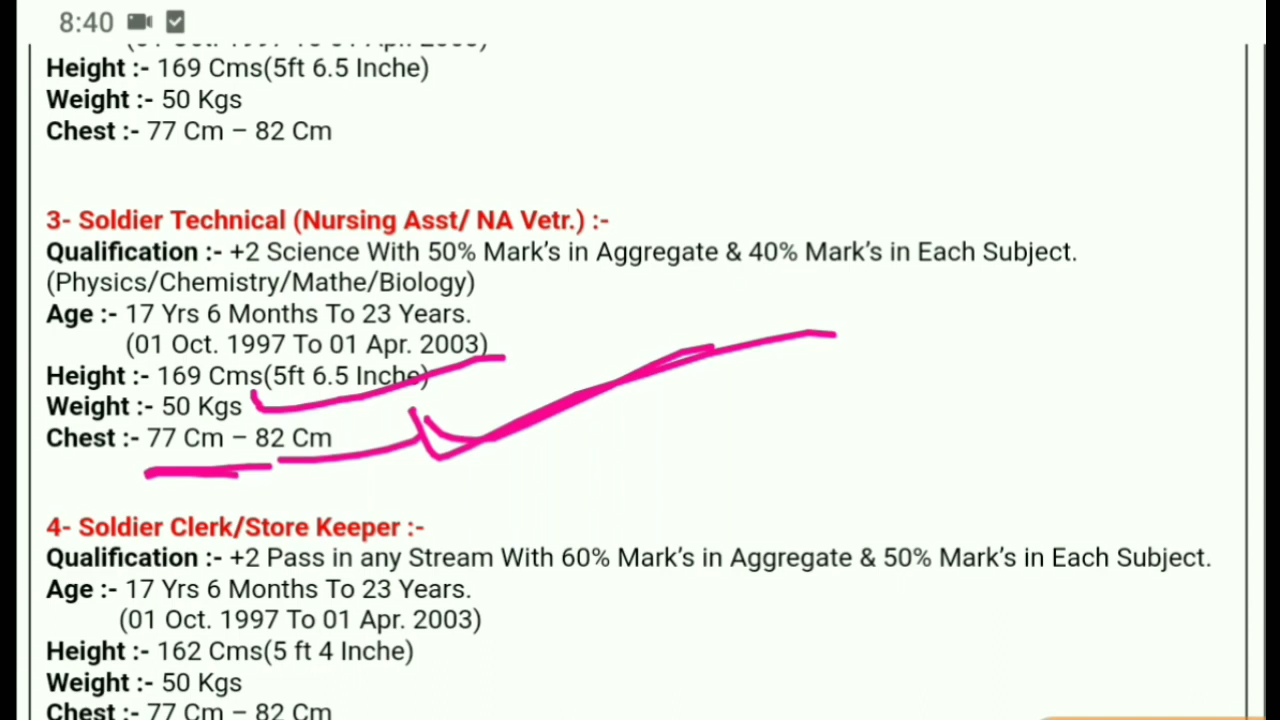 8:40
Height :- 169 Cms(5ft 6.5 Inche)
Weight :- 50 Kgs
Chest :- 77 Cm – 82 Cm
3- Soldier Technical (Nursing Asst/ NA Vetr.) :-
Qualification :- +2 Science With 50% Mark’s in Aggregate & 40% Mark’s in Each Subject.
(Physics/Chemistry/Mathe/Biology)
Age :- 17 Yrs 6 Months To 23 Years.
(01 Oct. 1997 To 01 Apr. 2003)
Height :- 169 Cms(5ft 6.5 Inche)
Weight :- 50 Kgs
Chest :- 77 Cm – 82 Cm
4- Soldier Clerk/Store Keeper :-
Qualification :- +2 Pass in any Stream With 60% Mark’s in Aggregate & 50% Mark’s in Each Subject.
Age :- 17 Yrs 6 Months To 23 Years.
(01 Oct. 1997 To 01 Apr. 2003)
Height :- 162 Cms(5 ft 4 Inche)
Weight :- 50 Kgs
Chest :- 77 Cm – 82 Cm